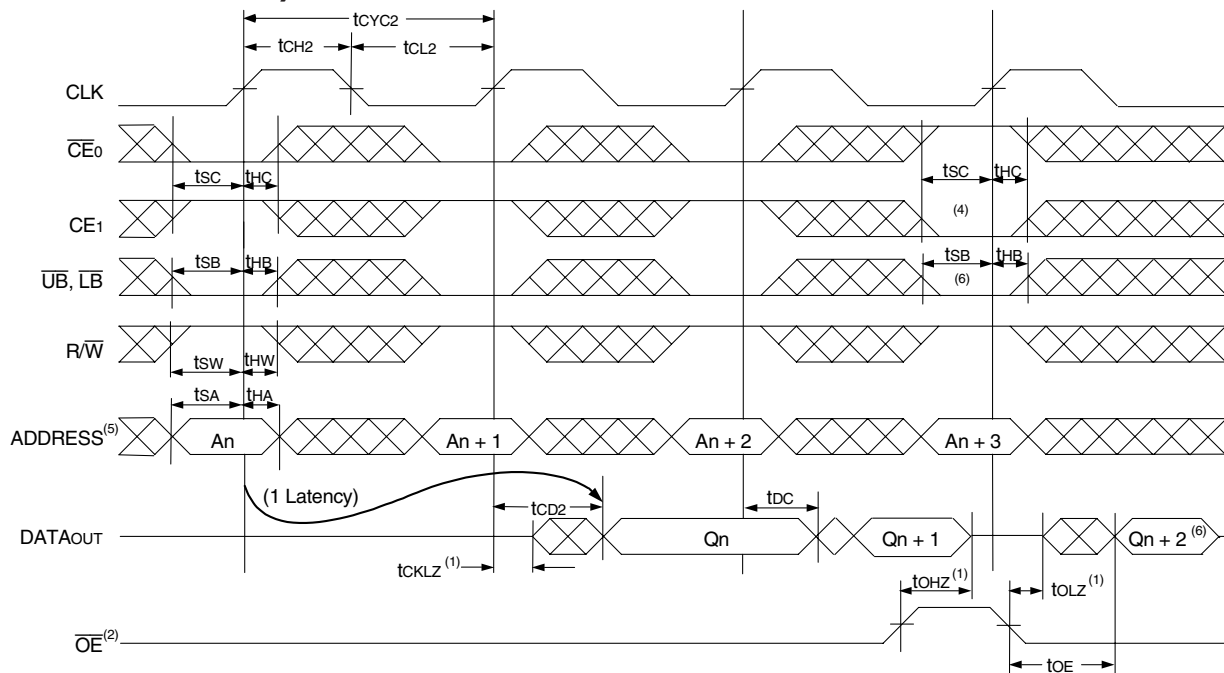 tCYC2
tCH2 tCL2
CLK
CE0
tSC tHC tSC tHC
CE1 (4)
tSB tHB tSB tHB
UB, LB (6)
R/W
tSW tHW
tSA tHA
ADDRESS(5) An An + 1 An + 2 An + 3
(1 Latency) tCD2 tDC
DATAOUT Qn Qn + 1 Qn + 2 (6)
tCKLZ (1) tOHZ (1) tOLZ (1)
OE(2)
tOE